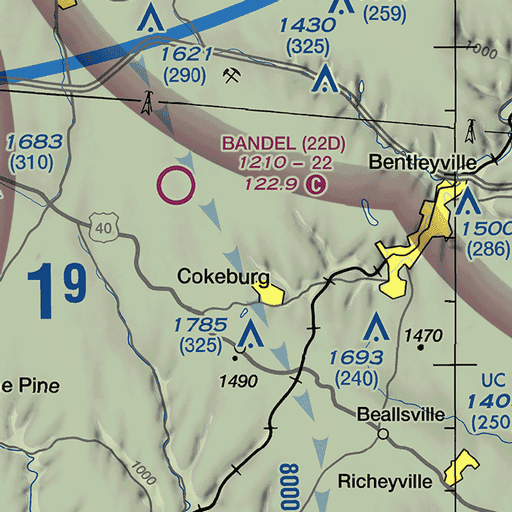 (259)
1430
(325)
1621
(290)
1000
1683
(310)
BANDEL (22D)
1210 - 22
122.9 C
Bentleyville
40
1500
(286)
Cokeburg
19
1785
(325)
1490
1693
(240)
1470
e Pine
UC
140
(250
Beallsville
1000
8000
Richeyville